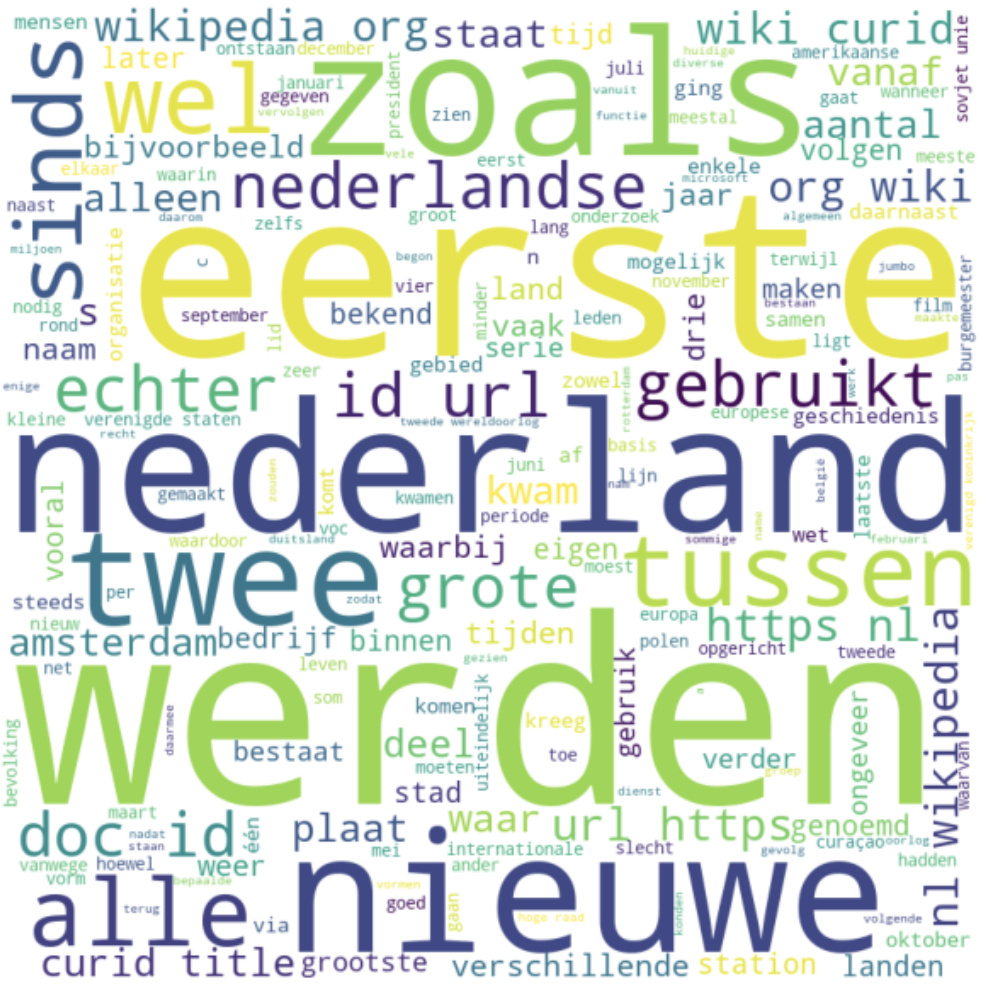 mensen
wikipedia org
staat
tijd
wiki curid
sovjet unie
ontstaan
december
huidige
diverse
amerikaanse
later
sinds
wel
zoals
januari
gegeven
vervolgen
president
juli
vanuit
ging
vanaf
gaat
wanneer
zien
functie
meestal
aantal
bijvoorbeeld
vele
volgen
meeste
elkaar
waarin
eerst
enkele
nederlandse
microsoft
jaar
org wiki
naast
alleen
daarom
zelfs
groot
lang
onderzoek
algemeen
daarnaast
miljoen
organisatie
eerste
c
begon
n
mogelijk
terwijl
jumbo
november
vier
land
maken
bestaan
film
burgemeester
nodig
s
september
bekend
minder
leden
drie
samen
maakte
rond
lid
vaak
naam
serie
ligt
gebied
enige
echter
zeer
id url
zowel
rotterdam
gebruikt
werk
pas
kleine
verenigde staten
tweede wereldoorlog
europese
geschiedenis
recht
nederland
basis
verenigd koninkrijk
zouden
komt
juni
af
gemaakt
kwamen
kwam
nam
lijn
belgië
laatste
vooral
periode
name
voc
waardoor
duitsland
waarbij
eigen
sommige
wet
februari
twee
tussen
moest
grote
steeds
per
zodat
nieuw
europa
https nl
amsterdam
bedrijf
binnen
tijden
polen
opgericht
tweede
nl wikipedia
net
leven
gezien
gebruik
werden
som
komen
uiteindelijk
a
daarmee
kreeg
bestaat
deel
toe
verder
ongeveer
waarvan
bevolking
moeten
groep
stad
dienst
maart
doc id
één
plaat
waar
url https
genoemd
nadat
staan
mei
curaçao
oorlog
vanwege
hoewel
weer
internationale
slecht
gevolg
hadden
vorm
bepaalde
ander
nieuwe
vormen
alle
terug
goed
gaan
hoge raad
konden
volgende
via
oktober
curid title
grootste
verschillende
station
landen